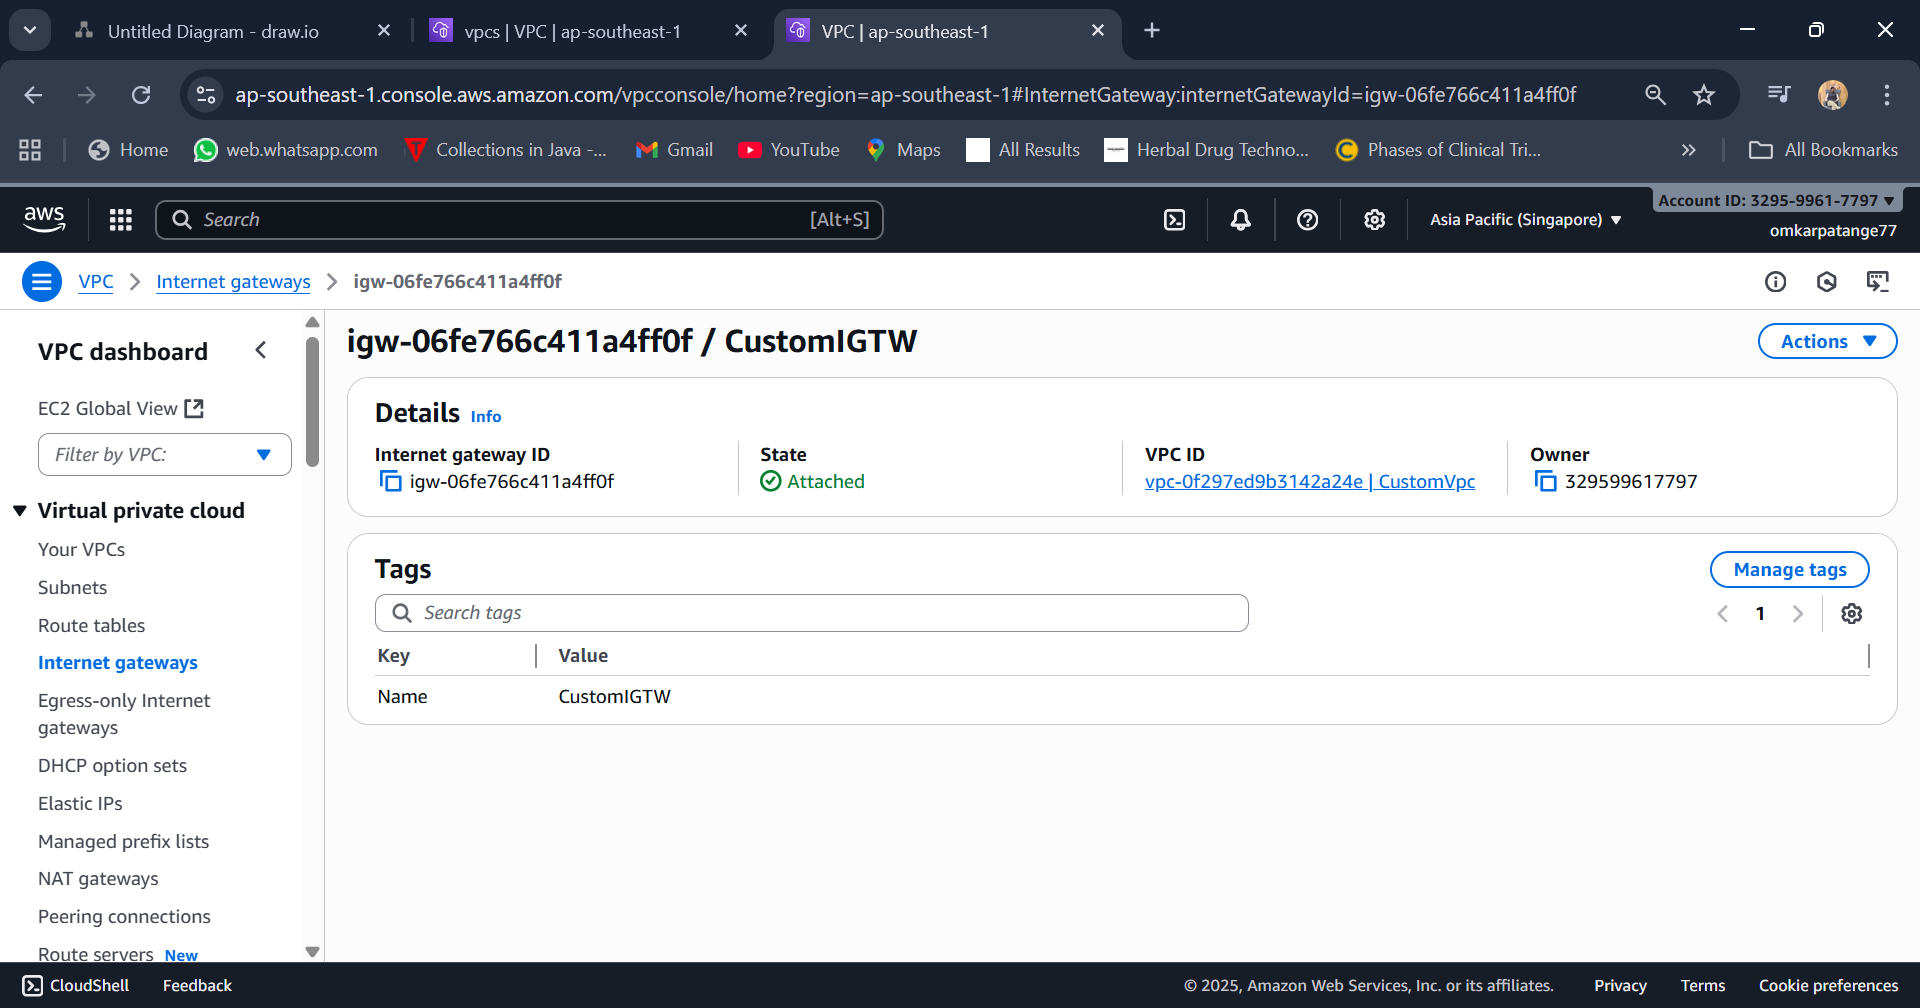 Untitled Diagram - draw.io
vpcs | VPC | ap-southeast-1
VPC | ap-southeast-1
ap-southeast-1.console.aws.amazon.com/vpcconsole/home?region=ap-southeast-1#InternetGateway:internetGatewayId=igw-06fe766c411a4ff0f
Home
web.whatsapp.com
Collections in Java -...
Gmail
YouTube
Maps
All Results
Herbal Drug Techno...
Phases of Clinical Tri...
All Bookmarks
aws
Search
[Alt+S]
Asia Pacific (Singapore)
Account ID: 3295-9961-7797
omkarpatange77
VPC
Internet gateways
igw-06fe766c411a4ff0f
VPC dashboard
EC2 Global View
Filter by VPC:
Virtual private cloud
Your VPCs
Subnets
Route tables
Internet gateways
Egress-only Internet
gateways
DHCP option sets
Elastic IPs
Managed prefix lists
NAT gateways
Peering connections
Route servers New
igw-06fe766c411a4ff0f / CustomIGTW
Actions
Details Info
Internet gateway ID
igw-06fe766c411a4ff0f
State
Attached
VPC ID
vpc-0f297ed9b3142a24e | CustomVpc
Owner
329599617797
Tags
Manage tags
Search tags
1
Key
Value
Name
CustomIGTW
CloudShell
Feedback
© 2025, Amazon Web Services, Inc. or its affiliates.
Privacy
Terms
Cookie preferences